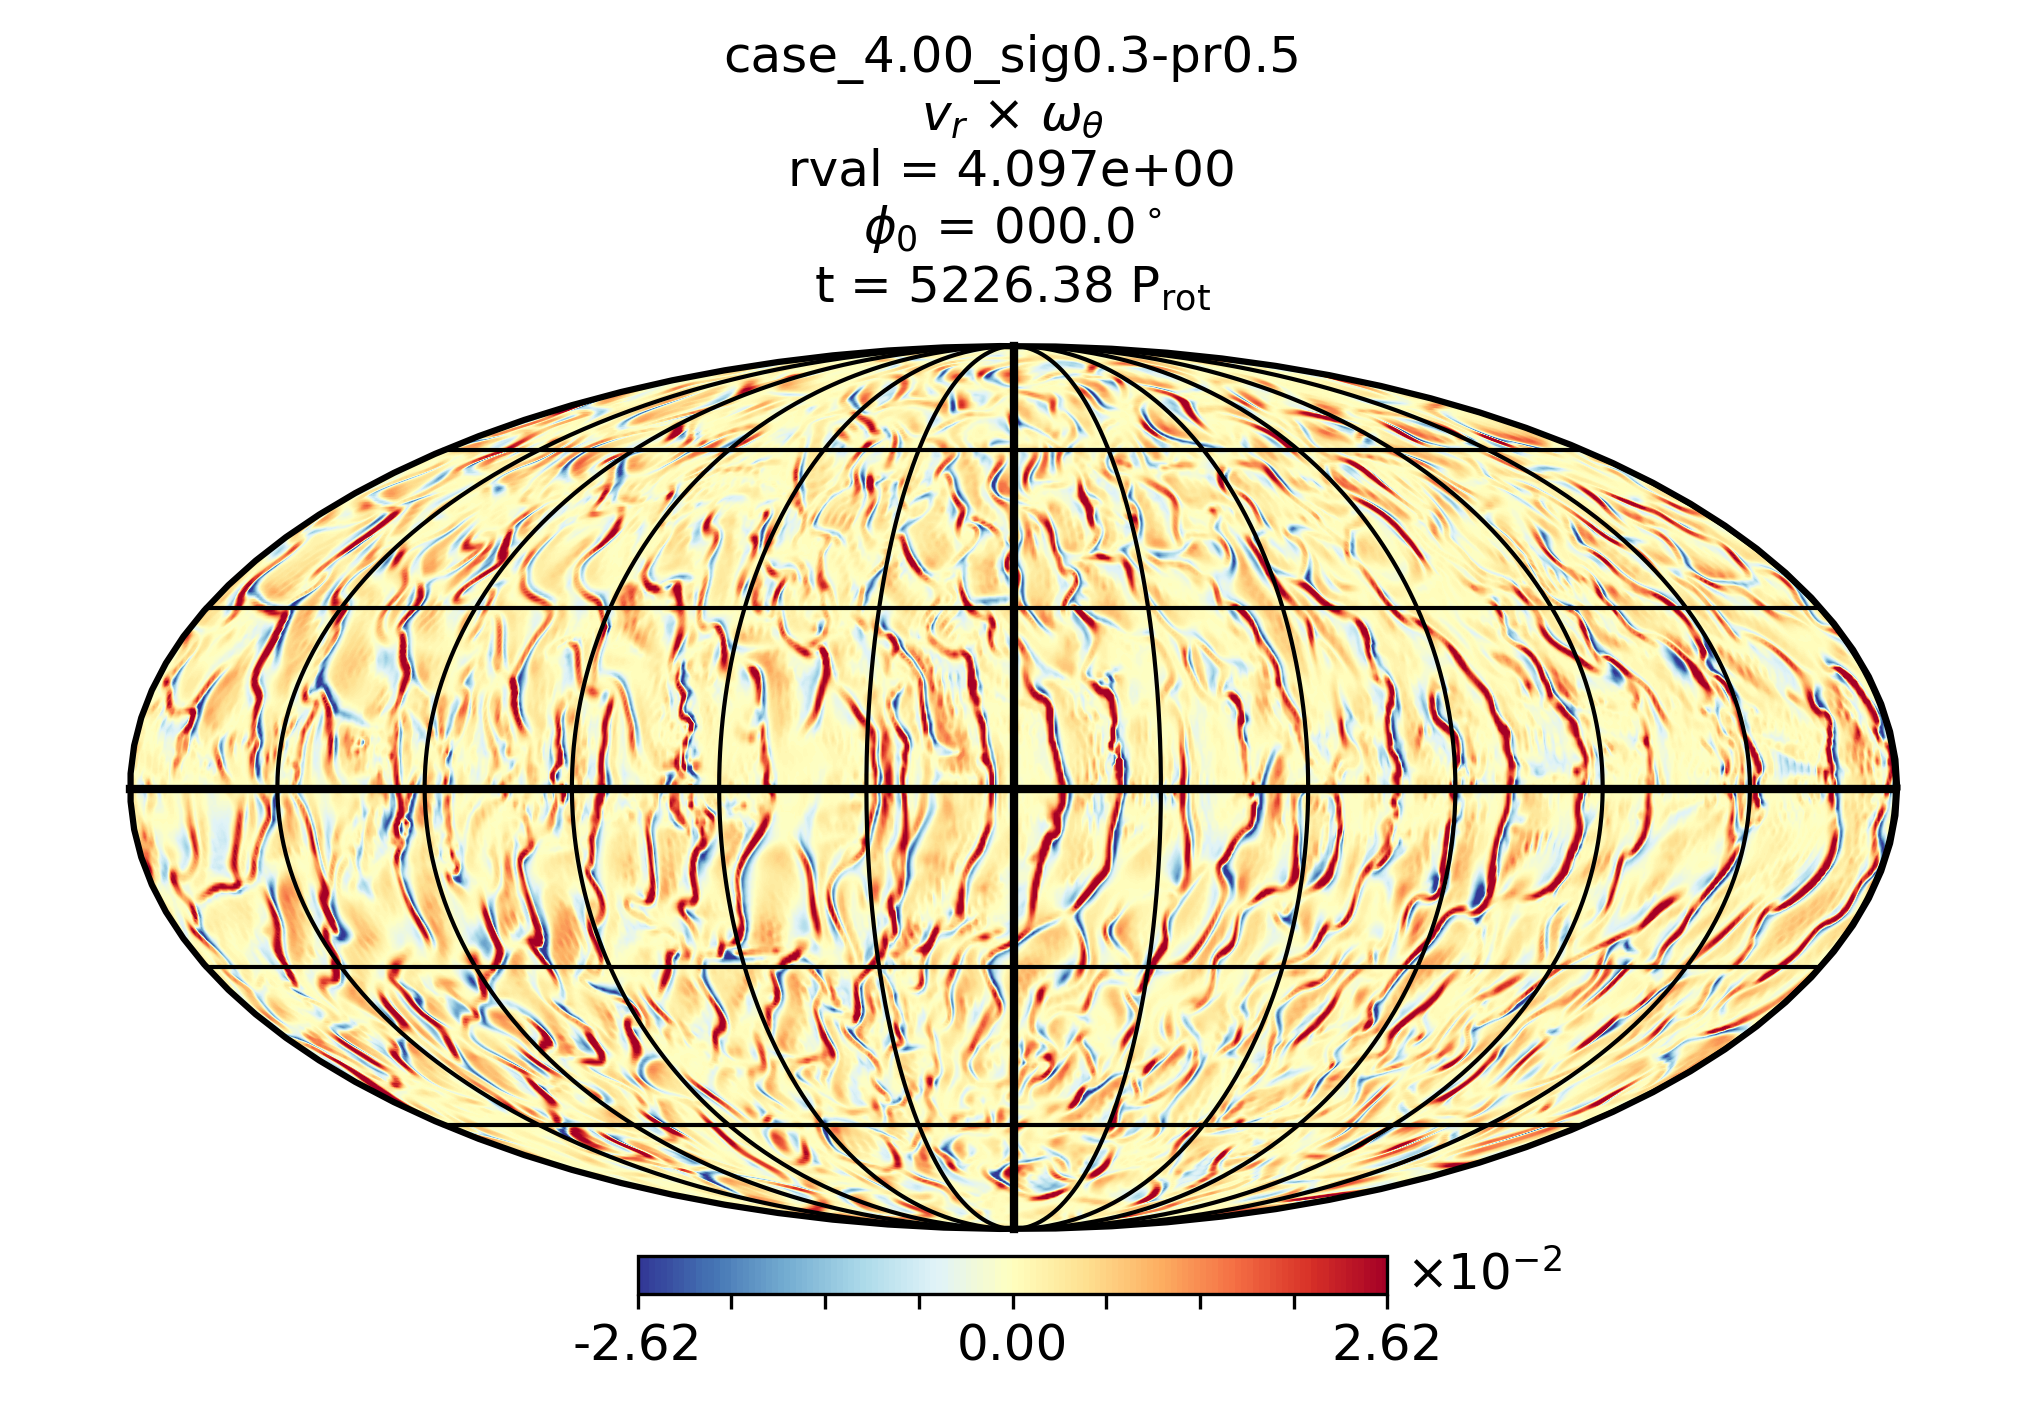 case_4.00_sig0.3-pr0.5
v_r × ω_θ
rval = 4.097e+00
ϕ₀ = 000.0°
t = 5226.38 P_rot
×10⁻²
-2.62 0.00 2.62